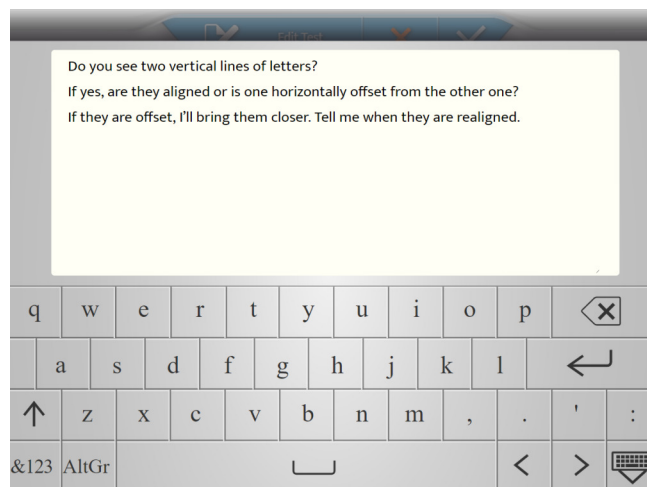 Edit Test
Do you see two vertical lines of letters?
If yes, are they aligned or is one horizontally offset from the other one?
If they are offset, I'll bring them closer. Tell me when they are realigned.
q w e r t y u i o p
a s d f g h j k l
z x c v b n m , . ' :
&123 AltGr < >